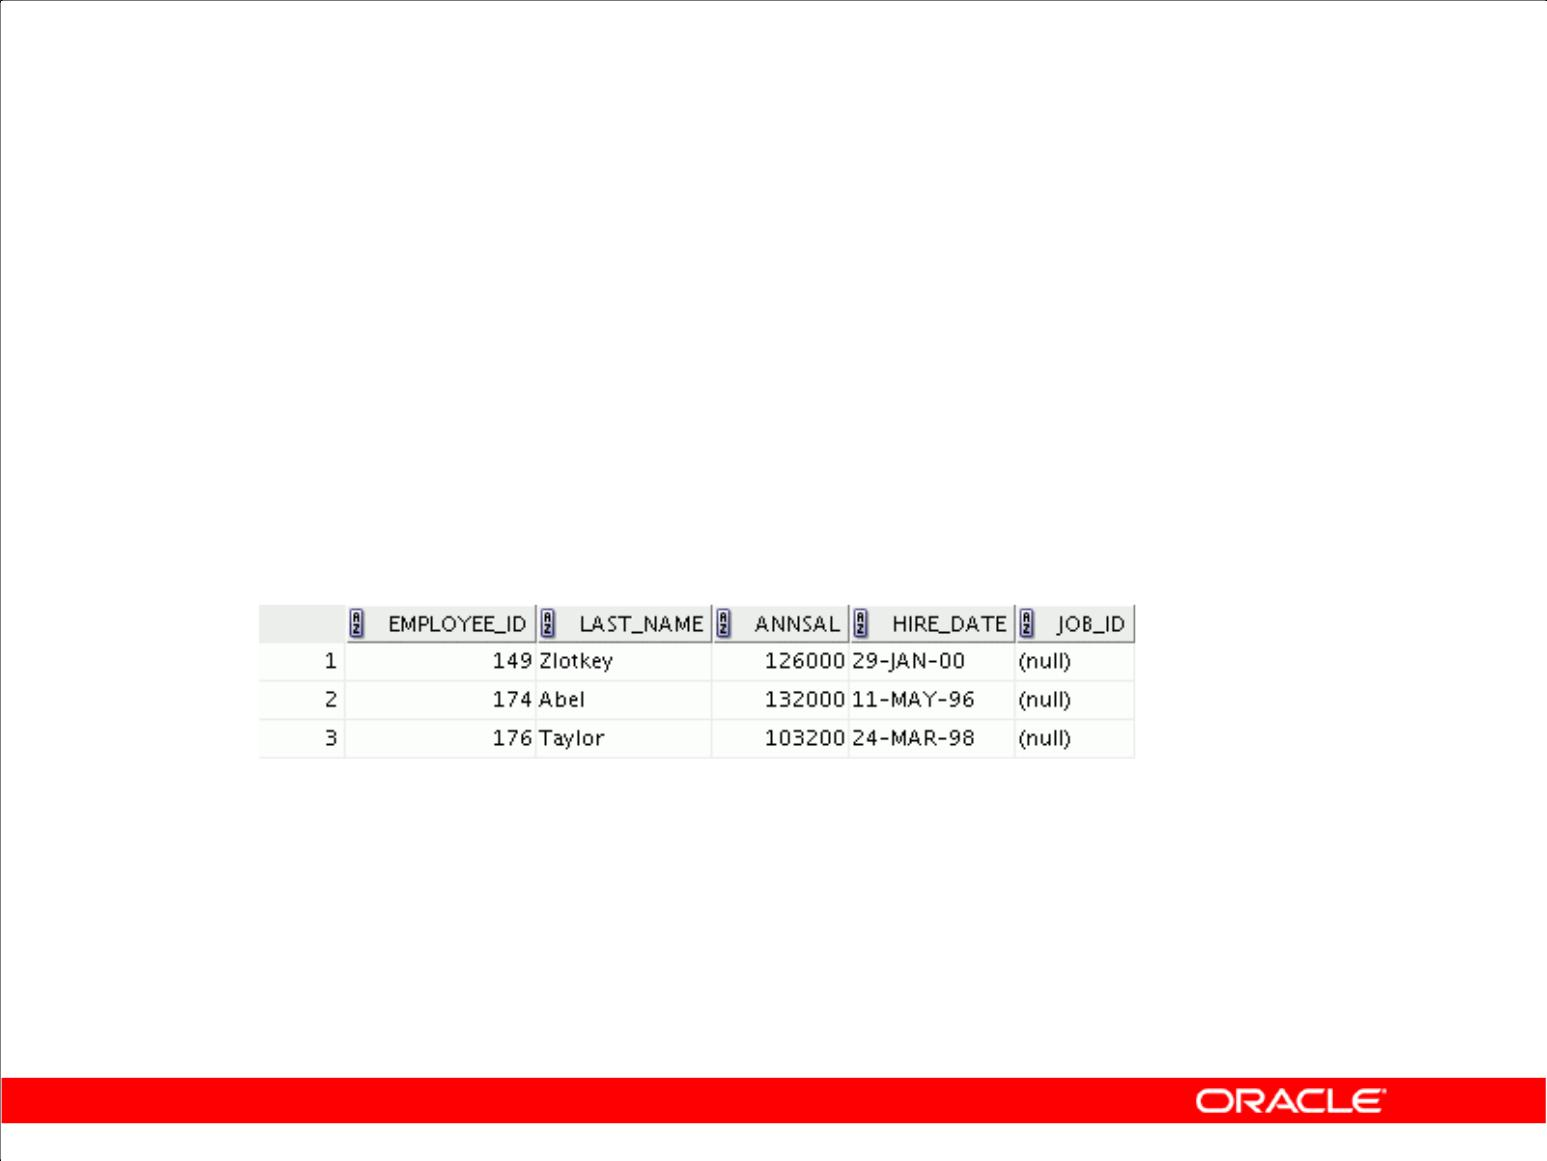 EMPLOYEE_ID LAST_NAME ANNSAL HIRE_DATE JOB_ID
1 149 Zlotkey 126000 29-JAN-00 (null)
2 174 Abel 132000 11-MAY-96 (null)
3 176 Taylor 103200 24-MAR-98 (null)
ORACLE